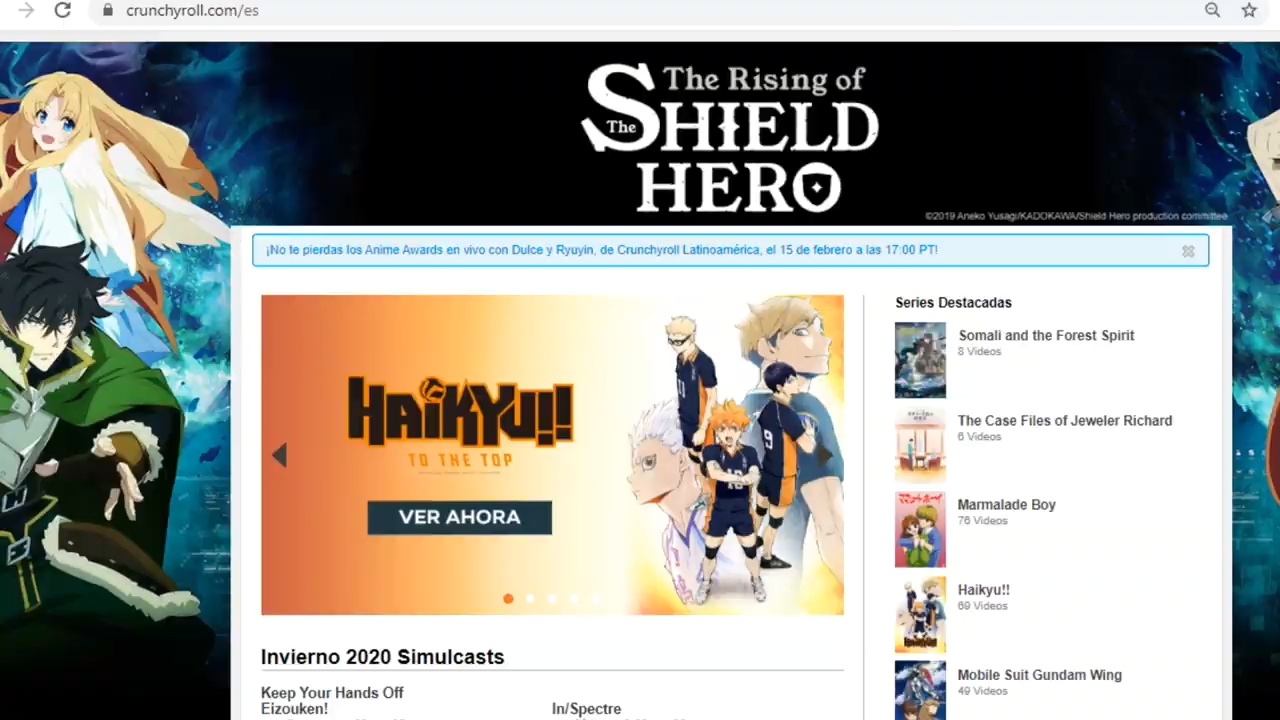 crunchyroll.com/es
The Rising of
The SHIELD
HERO
©2019 Aneko Yusagi/KADOKAWA/Shield Hero production committee
¡No te pierdas los Anime Awards en vivo con Dulce y Ryuyin, de Crunchyroll Latinoamérica, el 15 de febrero a las 17:00 PT!
HAIKYU!!
TO THE TOP
VER AHORA
Series Destacadas
Somali and the Forest Spirit
8 Videos
The Case Files of Jeweler Richard
6 Videos
Marmalade Boy
76 Videos
Haikyu!!
69 Videos
Mobile Suit Gundam Wing
49 Videos
Invierno 2020 Simulcasts
Keep Your Hands Off
Eizouken!
In/Spectre